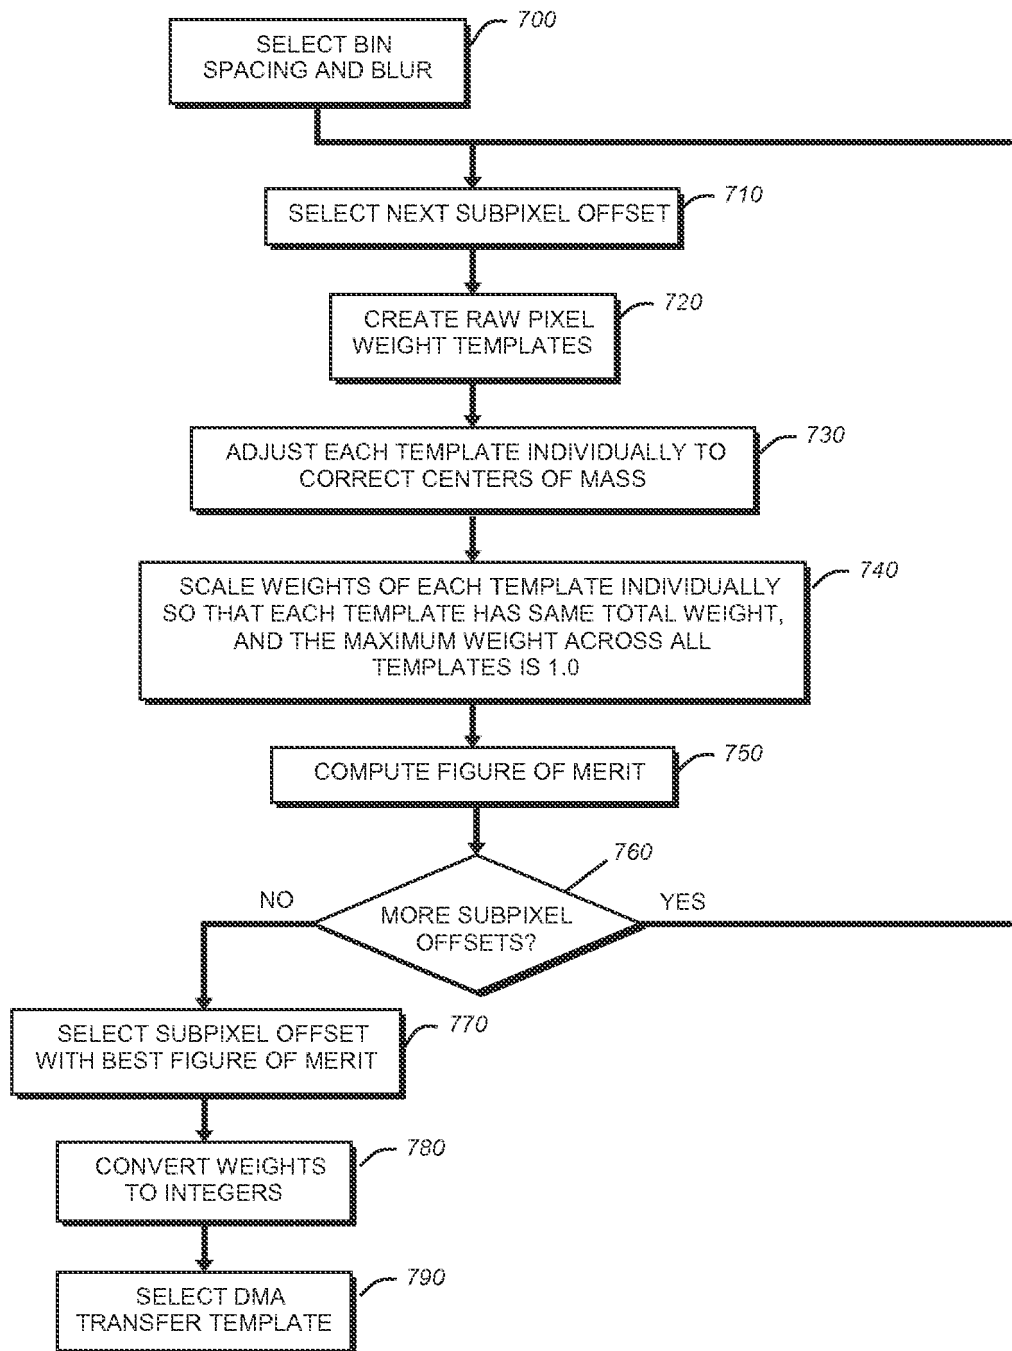 700
SELECT BIN
SPACING AND BLUR
710
SELECT NEXT SUBPIXEL OFFSET
720
CREATE RAW PIXEL
WEIGHT TEMPLATES
730
ADJUST EACH TEMPLATE INDIVIDUALLY TO
CORRECT CENTERS OF MASS
740
SCALE WEIGHTS OF EACH TEMPLATE INDIVIDUALLY
SO THAT EACH TEMPLATE HAS SAME TOTAL WEIGHT,
AND THE MAXIMUM WEIGHT ACROSS ALL
TEMPLATES IS 1.0
750
COMPUTE FIGURE OF MERIT
760
NO
YES
MORE SUBPIXEL
OFFSETS?
770
SELECT SUBPIXEL OFFSET
WITH BEST FIGURE OF MERIT
780
CONVERT WEIGHTS
TO INTEGERS
790
SELECT DMA
TRANSFER TEMPLATE